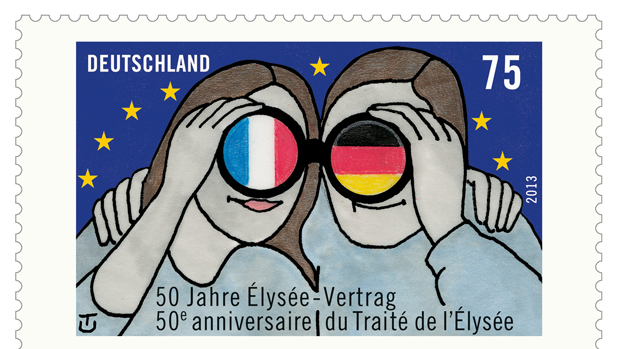 DEUTSCHLAND
75
2013
50 Jahre Élysée-Vertrag
50e anniversaire du Traité de l'Élysée